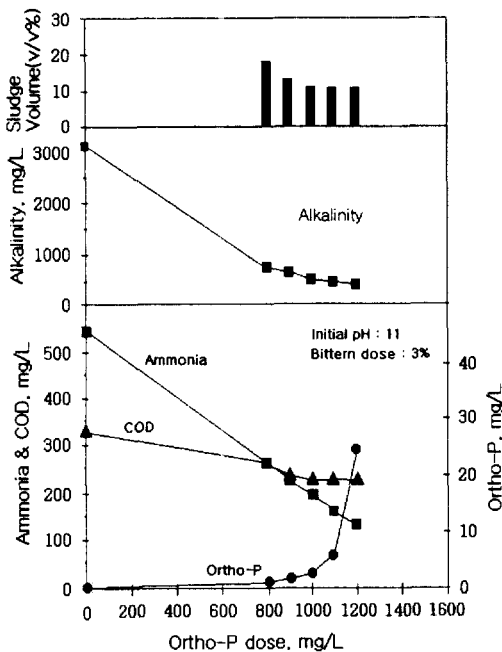 Sludge
Volume(v/v%)
30
20
10
0
Alkalinity, mg/L
3000
2000
1000
0
Alkalinity
Ammonia & COD, mg/L
500
400
300
200
100
0
Initial pH : 11
Bittern dose : 3%
Ammonia
COD
Ortho-P
40
30
20
10
0
Ortho-P, mg/L
0 200 400 600 800 1000 1200 1400 1600
Ortho-P dose, mg/L